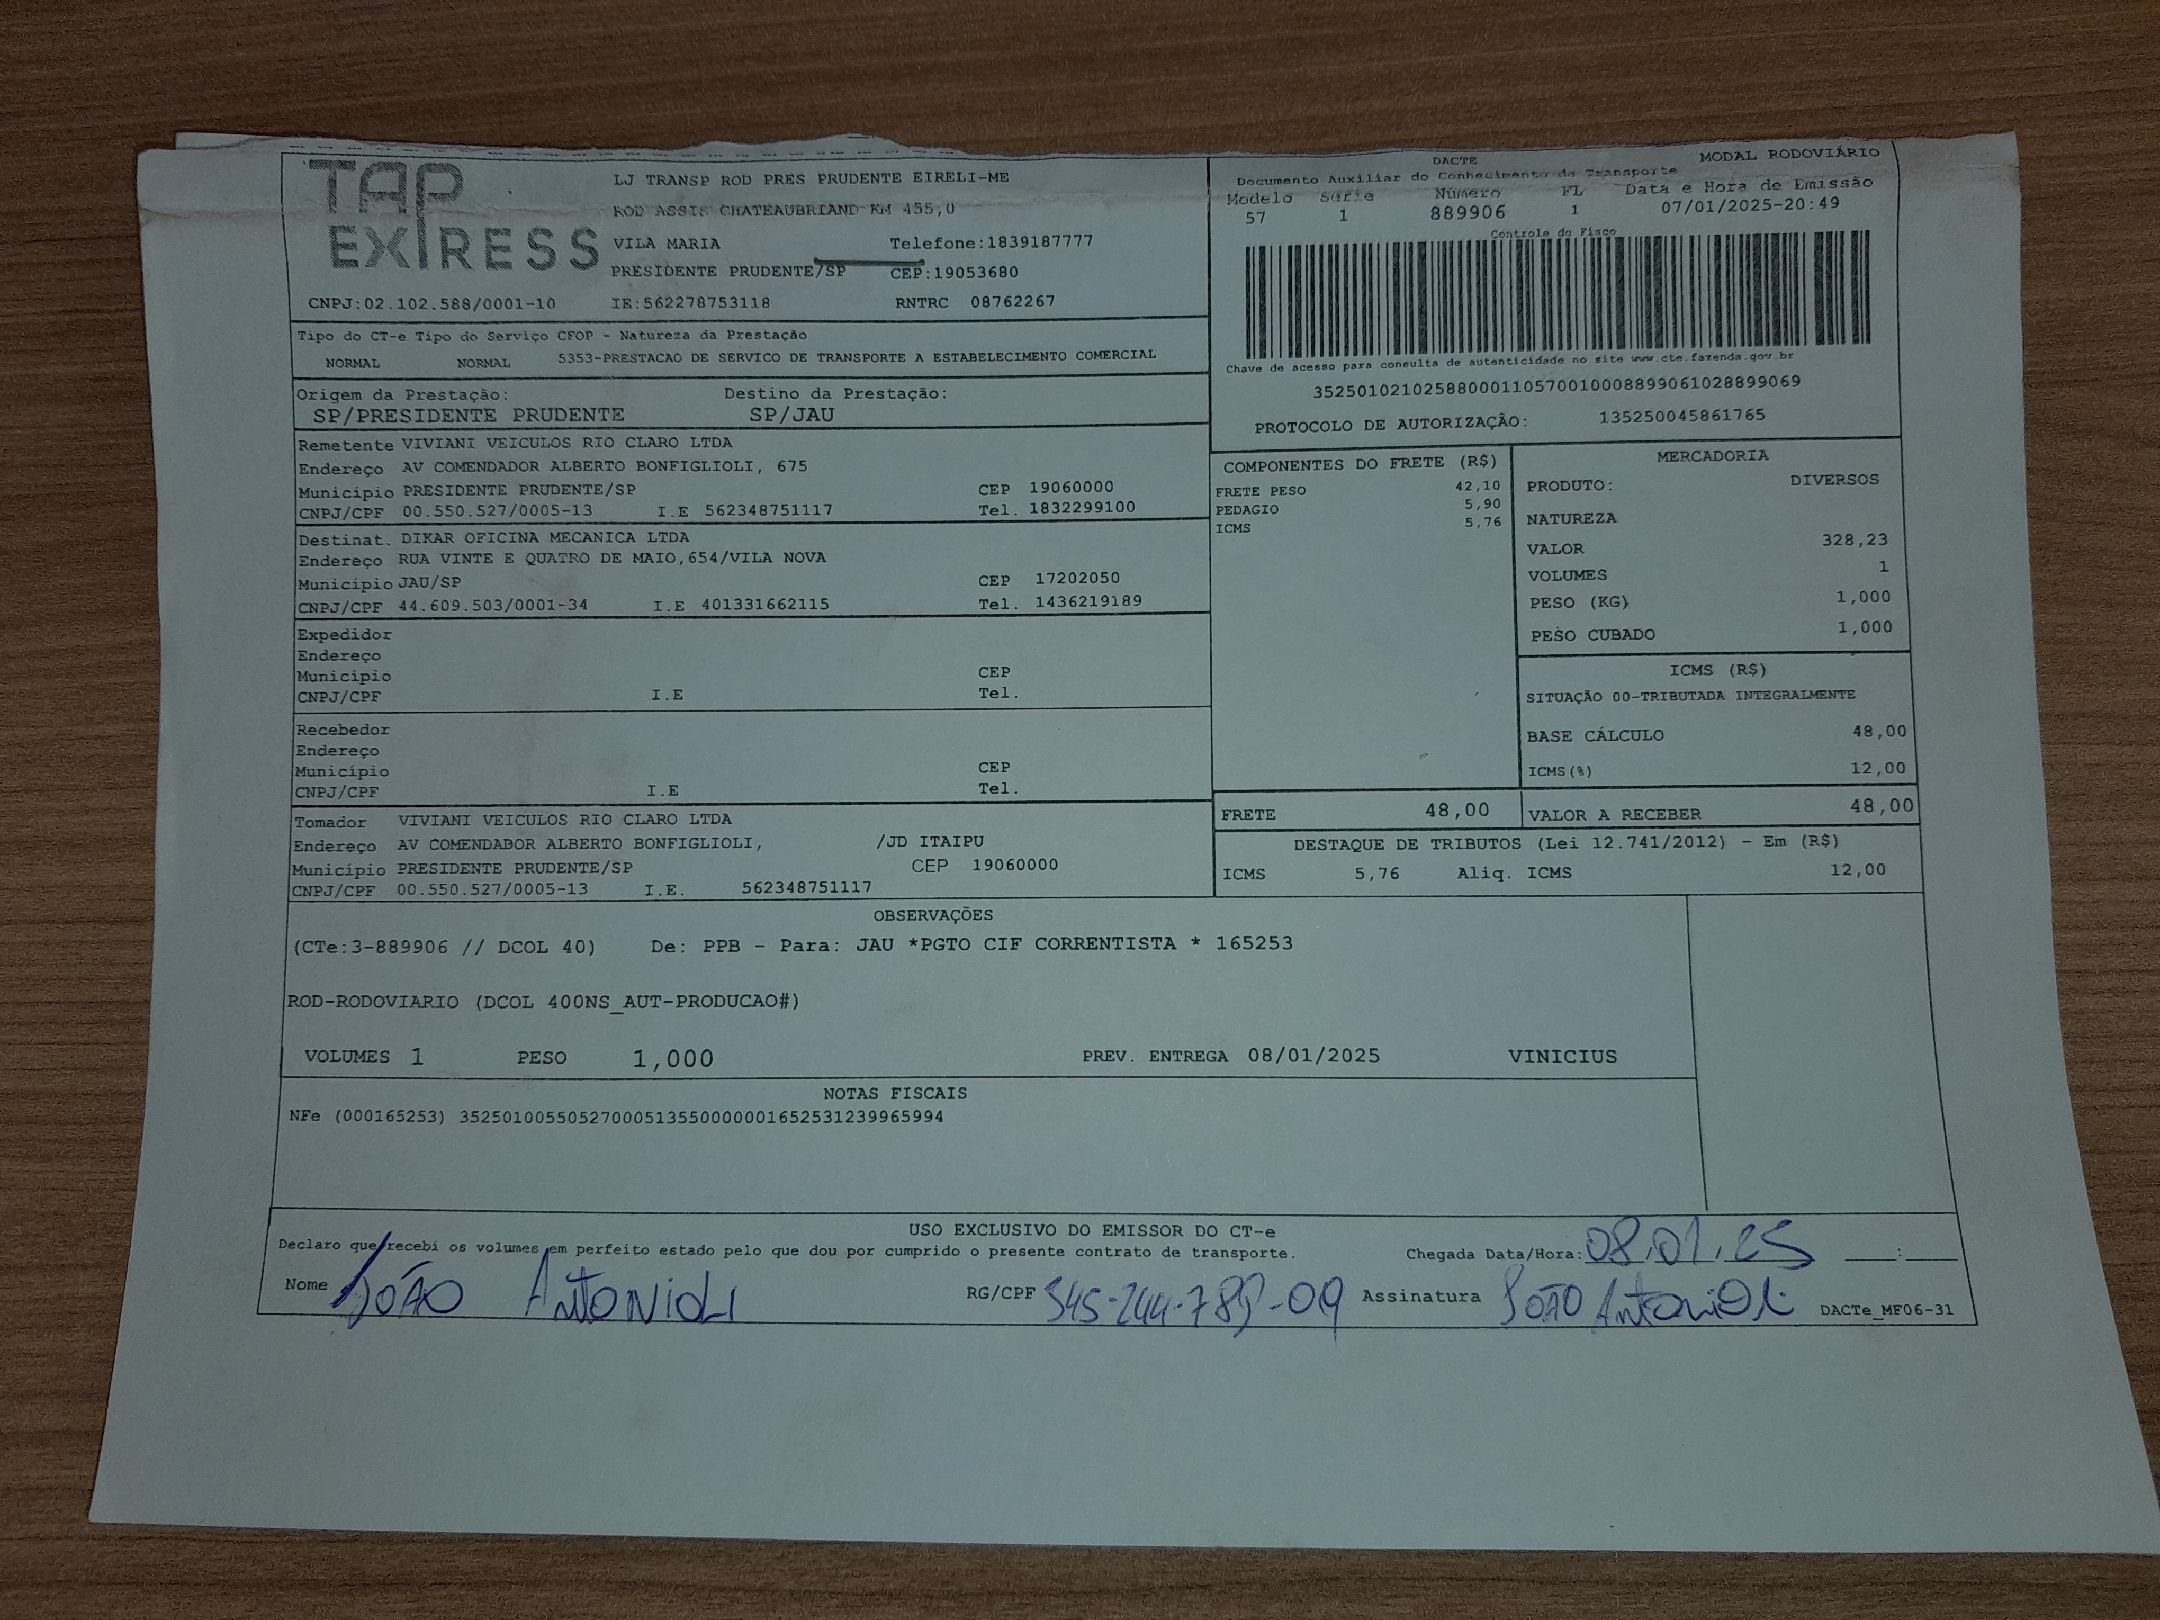 TAP EXPRESS
LJ TRANSP ROD PRES PRUDENTE EIRELI-ME
ROD ASSIS CHATEAUBRIAND KM 455,0
VILA MARIA Telefone:1839187777
PRESIDENTE PRUDENTE/SP CEP:19053680
CNPJ:02.102.588/0001-10 IE:562278753118 RNTRC 08762267
DACTE MODAL RODOVIÁRIO
Documento Auxiliar do Conhecimento de Transporte
Modelo Série Número FL Data e Hora de Emissão
57 1 889906 1 07/01/2025-20:49
Controle do Fisco
Chave de acesso para consulta de autenticidade no site www.cte.fazenda.gov.br
35250102102588000110570010008899061028899069
PROTOCOLO DE AUTORIZAÇÃO: 135250045861765
Tipo do CT-e Tipo do Serviço CFOP - Natureza da Prestação
NORMAL NORMAL 5353-PRESTACAO DE SERVICO DE TRANSPORTE A ESTABELECIMENTO COMERCIAL
Origem da Prestação: Destino da Prestação:
SP/PRESIDENTE PRUDENTE SP/JAU
Remetente VIVIANI VEICULOS RIO CLARO LTDA
Endereço AV COMENDADOR ALBERTO BONFIGLIOLI, 675
Município PRESIDENTE PRUDENTE/SP CEP 19060000
CNPJ/CPF 00.550.527/0005-13 I.E 562348751117 Tel. 1832299100
Destinat. DIKAR OFICINA MECANICA LTDA
Endereço RUA VINTE E QUATRO DE MAIO,654/VILA NOVA
Município JAU/SP CEP 17202050
CNPJ/CPF 44.609.503/0001-34 I.E 401331662115 Tel. 1436219189
Expedidor
Endereço
Município CEP
CNPJ/CPF I.E Tel.
Recebedor
Endereço
Município CEP
CNPJ/CPF I.E Tel.
Tomador VIVIANI VEICULOS RIO CLARO LTDA
Endereço AV COMENDADOR ALBERTO BONFIGLIOLI, /JD ITAIPU
Município PRESIDENTE PRUDENTE/SP CEP 19060000
CNPJ/CPF 00.550.527/0005-13 I.E. 562348751117
COMPONENTES DO FRETE (R$)
FRETE PESO 42,10
PEDAGIO 5,90
ICMS 5,76
MERCADORIA
PRODUTO: DIVERSOS
NATUREZA
VALOR 328,23
VOLUMES 1
PESO (KG) 1,000
PESO CUBADO 1,000
ICMS (R$)
SITUAÇÃO 00-TRIBUTADA INTEGRALMENTE
BASE CÁLCULO 48,00
ICMS(%) 12,00
FRETE 48,00 VALOR A RECEBER 48,00
DESTAQUE DE TRIBUTOS (Lei 12.741/2012) - Em (R$)
ICMS 5,76 Aliq. ICMS 12,00
OBSERVAÇÕES
(CTe:3-889906 // DCOL 40) De: PPB - Para: JAU *PGTO CIF CORRENTISTA * 165253
ROD-RODOVIARIO (DCOL 400NS_AUT-PRODUCAO#)
VOLUMES 1 PESO 1,000 PREV. ENTREGA 08/01/2025 VINICIUS
NOTAS FISCAIS
NFe (000165253) 35250100550527000513550000001652531239965994
USO EXCLUSIVO DO EMISSOR DO CT-e
Declaro que recebi os volumes em perfeito estado pelo que dou por cumprido o presente contrato de transporte. Chegada Data/Hora: 08.01.25 ___:___
Nome JOÃO ANTONIOLI RG/CPF 345-244-789-09 Assinatura JOÃO ANTONIOLI DACTe_MF06-31